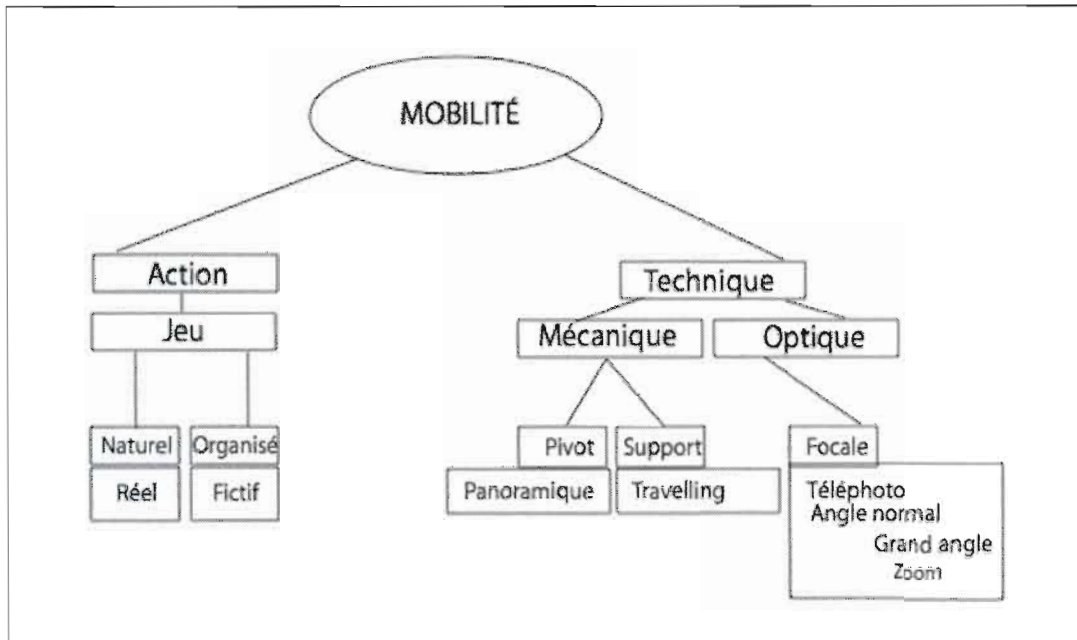 MOBILITÉ
Action
Technique
Jeu
Mécanique
Optique
Naturel
Organisé
Pivot
Support
Focale
Réel
Fictif
Panoramique
Travelling
Téléphoto
Angle normal
Grand angle
Zoom